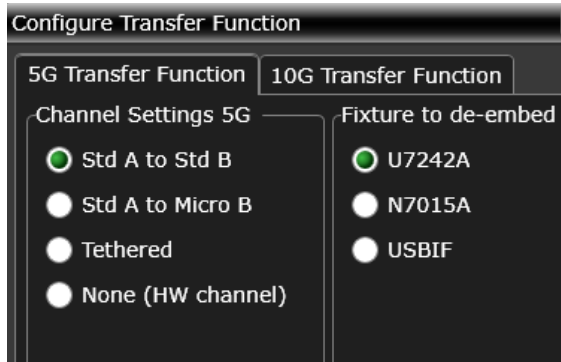 Configure Transfer Function
5G Transfer Function
10G Transfer Function
Channel Settings 5G
Std A to Std B
Std A to Micro B
Tethered
None (HW channel)
Fixture to de-embed
U7242A
N7015A
USBIF